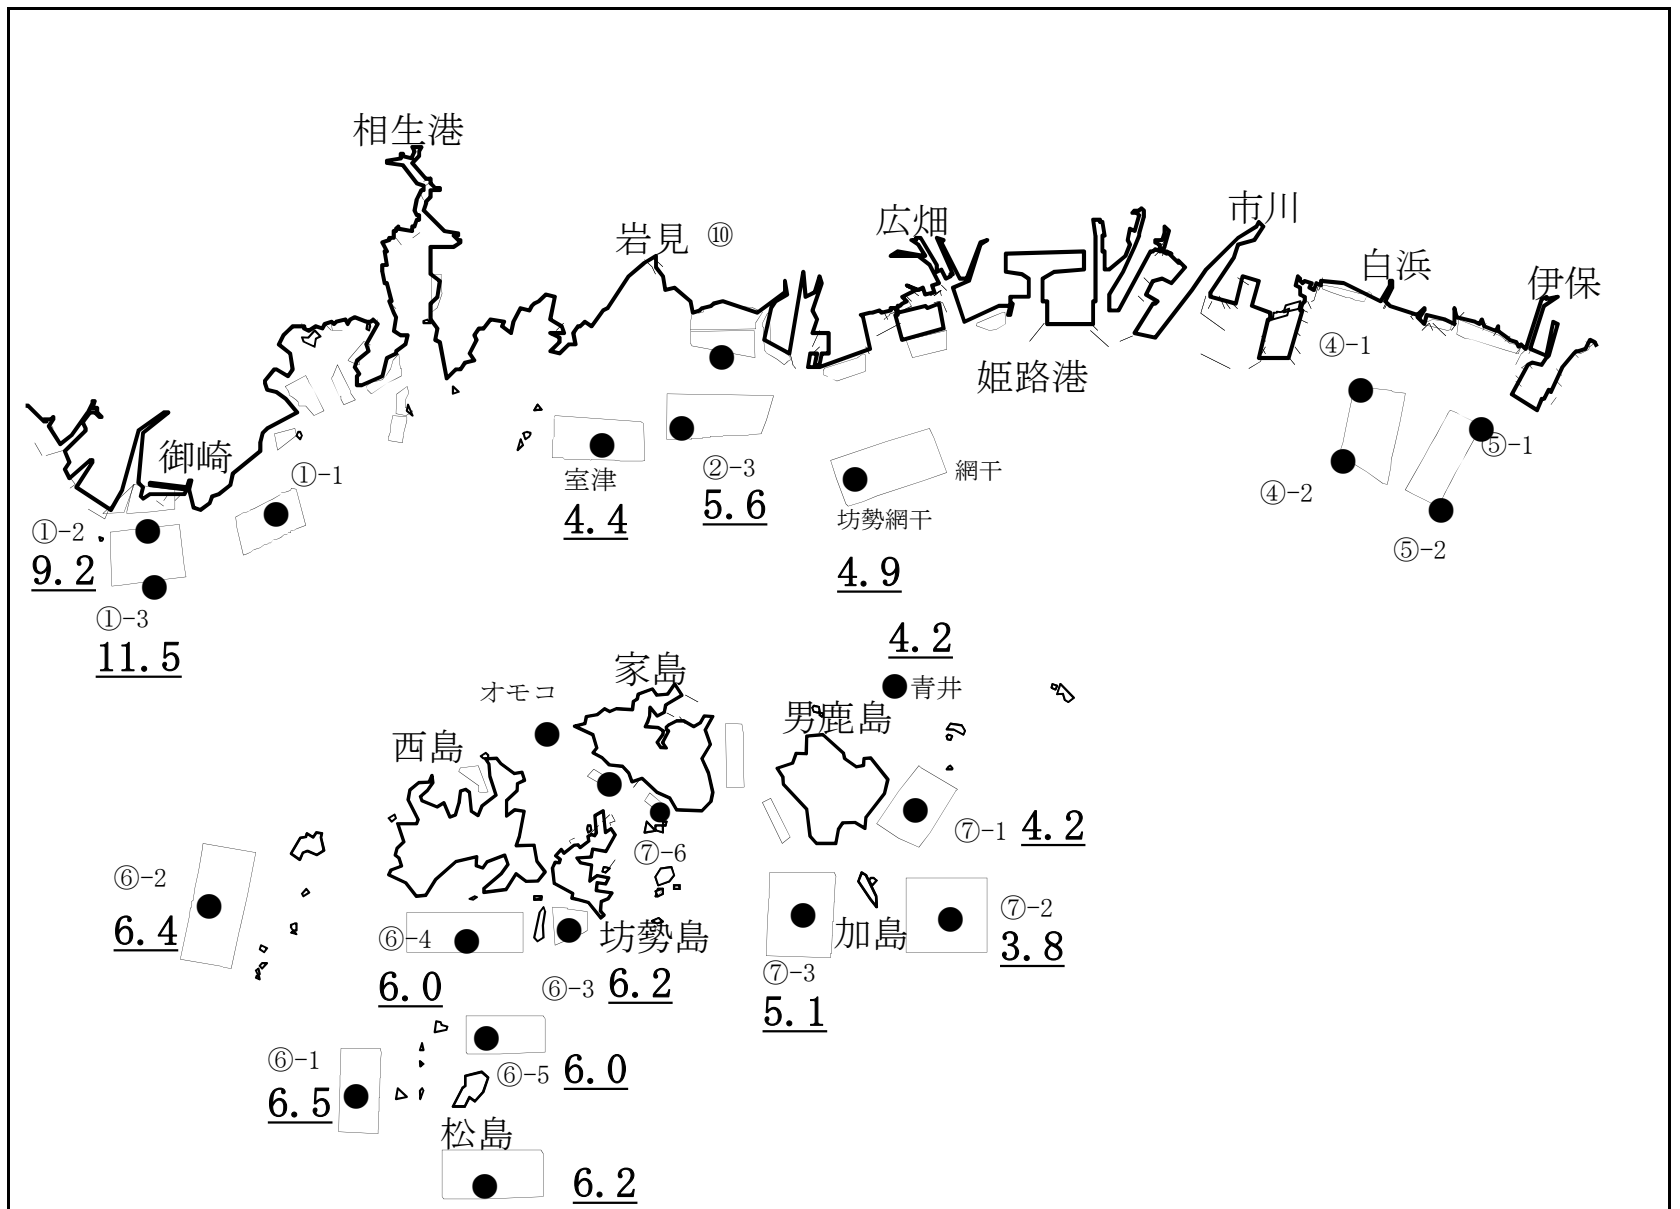 相生港
市川
広畑
岩見 ⑩
白浜
伊保
④-1
姫路港
御崎
①-1
室津
4.4
②-3
5.6
網干
坊勢網干
4.9
⑤-1
④-2
⑤-2
①-2
9.2
①-3
11.5
4.2
青井
家島
オモコ
男鹿島
西島
⑦-1 4.2
⑦-6
⑥-2
6.4
⑦-2
3.8
加島
坊勢島
⑥-4
6.0
⑥-3 6.2
⑦-3
5.1
⑥-1
6.5
⑥-5 6.0
松島
6.2